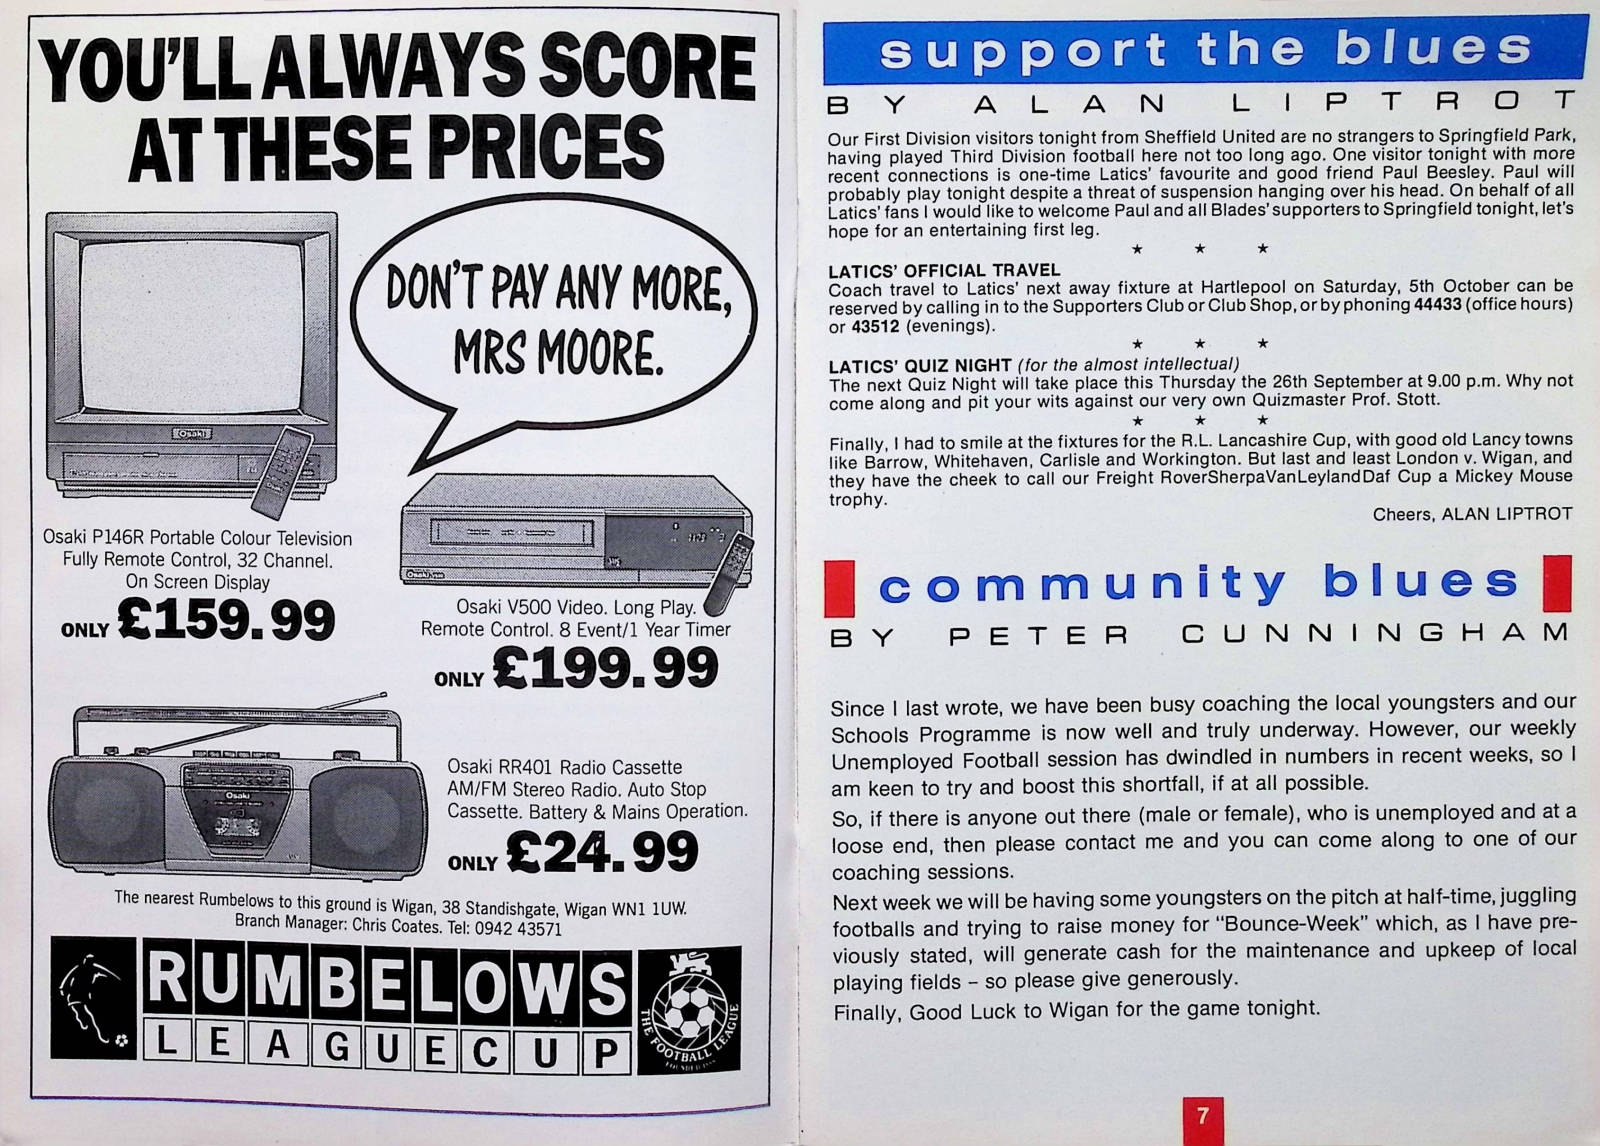 YOU'LL ALWAYS SCORE
AT THESE PRICES
DON'T PAY ANY MORE,
MRS MOORE.
Osaki
Osaki P146R Portable Colour Television
Fully Remote Control, 32 Channel.
On Screen Display
ONLY £159.99
Osaki
Osaki V500 Video. Long Play.
Remote Control. 8 Event/1 Year Timer
ONLY £199.99
Osaki
Osaki RR401 Radio Cassette
AM/FM Stereo Radio. Auto Stop
Cassette. Battery & Mains Operation.
ONLY £24.99
The nearest Rumbelows to this ground is Wigan, 38 Standishgate, Wigan WN1 1UW.
Branch Manager: Chris Coates. Tel: 0942 43571
RUMBELOWS
LEAGUE CUP
THE FOOTBALL LEAGUE
support the blues
BY ALAN LIPTROT
Our First Division visitors tonight from Sheffield United are no strangers to Springfield Park,
having played Third Division football here not too long ago. One visitor tonight with more
recent connections is one-time Latics' favourite and good friend Paul Beesley. Paul will
probably play tonight despite a threat of suspension hanging over his head. On behalf of all
Latics' fans I would like to welcome Paul and all Blades' supporters to Springfield tonight, let's
hope for an entertaining first leg.
★ ★ ★
LATICS' OFFICIAL TRAVEL
Coach travel to Latics' next away fixture at Hartlepool on Saturday, 5th October can be
reserved by calling in to the Supporters Club or Club Shop, or by phoning 44433 (office hours)
or 43512 (evenings).
★ ★ ★
LATICS' QUIZ NIGHT (for the almost intellectual)
The next Quiz Night will take place this Thursday the 26th September at 9.00 p.m. Why not
come along and pit your wits against our very own Quizmaster Prof. Stott.
★ ★ ★
Finally, I had to smile at the fixtures for the R.L. Lancashire Cup, with good old Lancy towns
like Barrow, Whitehaven, Carlisle and Workington. But last and least London v. Wigan, and
they have the cheek to call our Freight RoverSherpaVanLeylandDaf Cup a Mickey Mouse
trophy.
Cheers, ALAN LIPTROT
community blues
BY PETER CUNNINGHAM
Since I last wrote, we have been busy coaching the local youngsters and our
Schools Programme is now well and truly underway. However, our weekly
Unemployed Football session has dwindled in numbers in recent weeks, so I
am keen to try and boost this shortfall, if at all possible.
So, if there is anyone out there (male or female), who is unemployed and at a
loose end, then please contact me and you can come along to one of our
coaching sessions.
Next week we will be having some youngsters on the pitch at half-time, juggling
footballs and trying to raise money for "Bounce-Week" which, as I have pre-
viously stated, will generate cash for the maintenance and upkeep of local
playing fields – so please give generously.
Finally, Good Luck to Wigan for the game tonight.
7